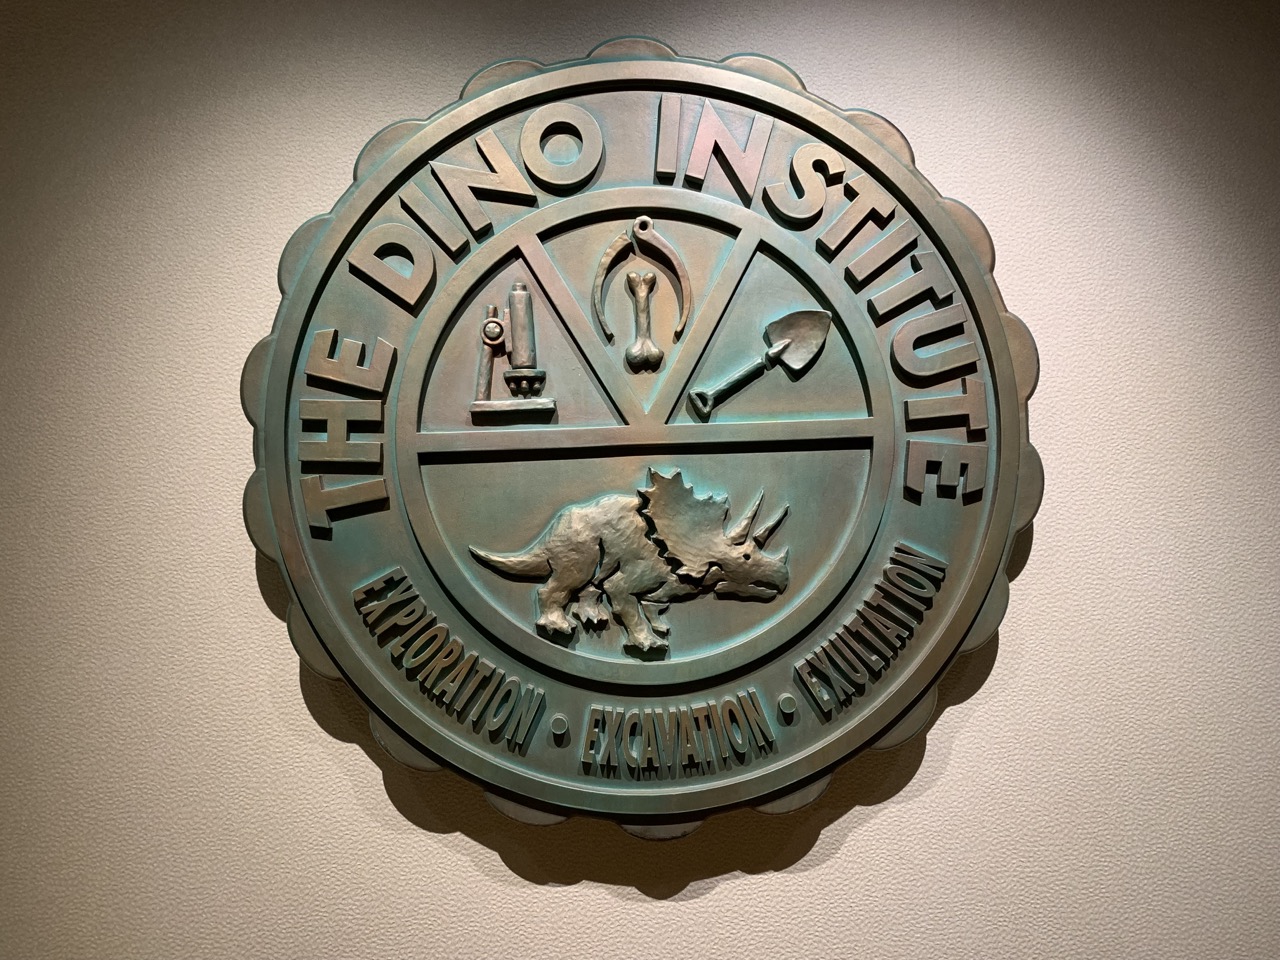 THE DINO INSTITUTE
EXPLORATION • EXCAVATION • EXULTATION